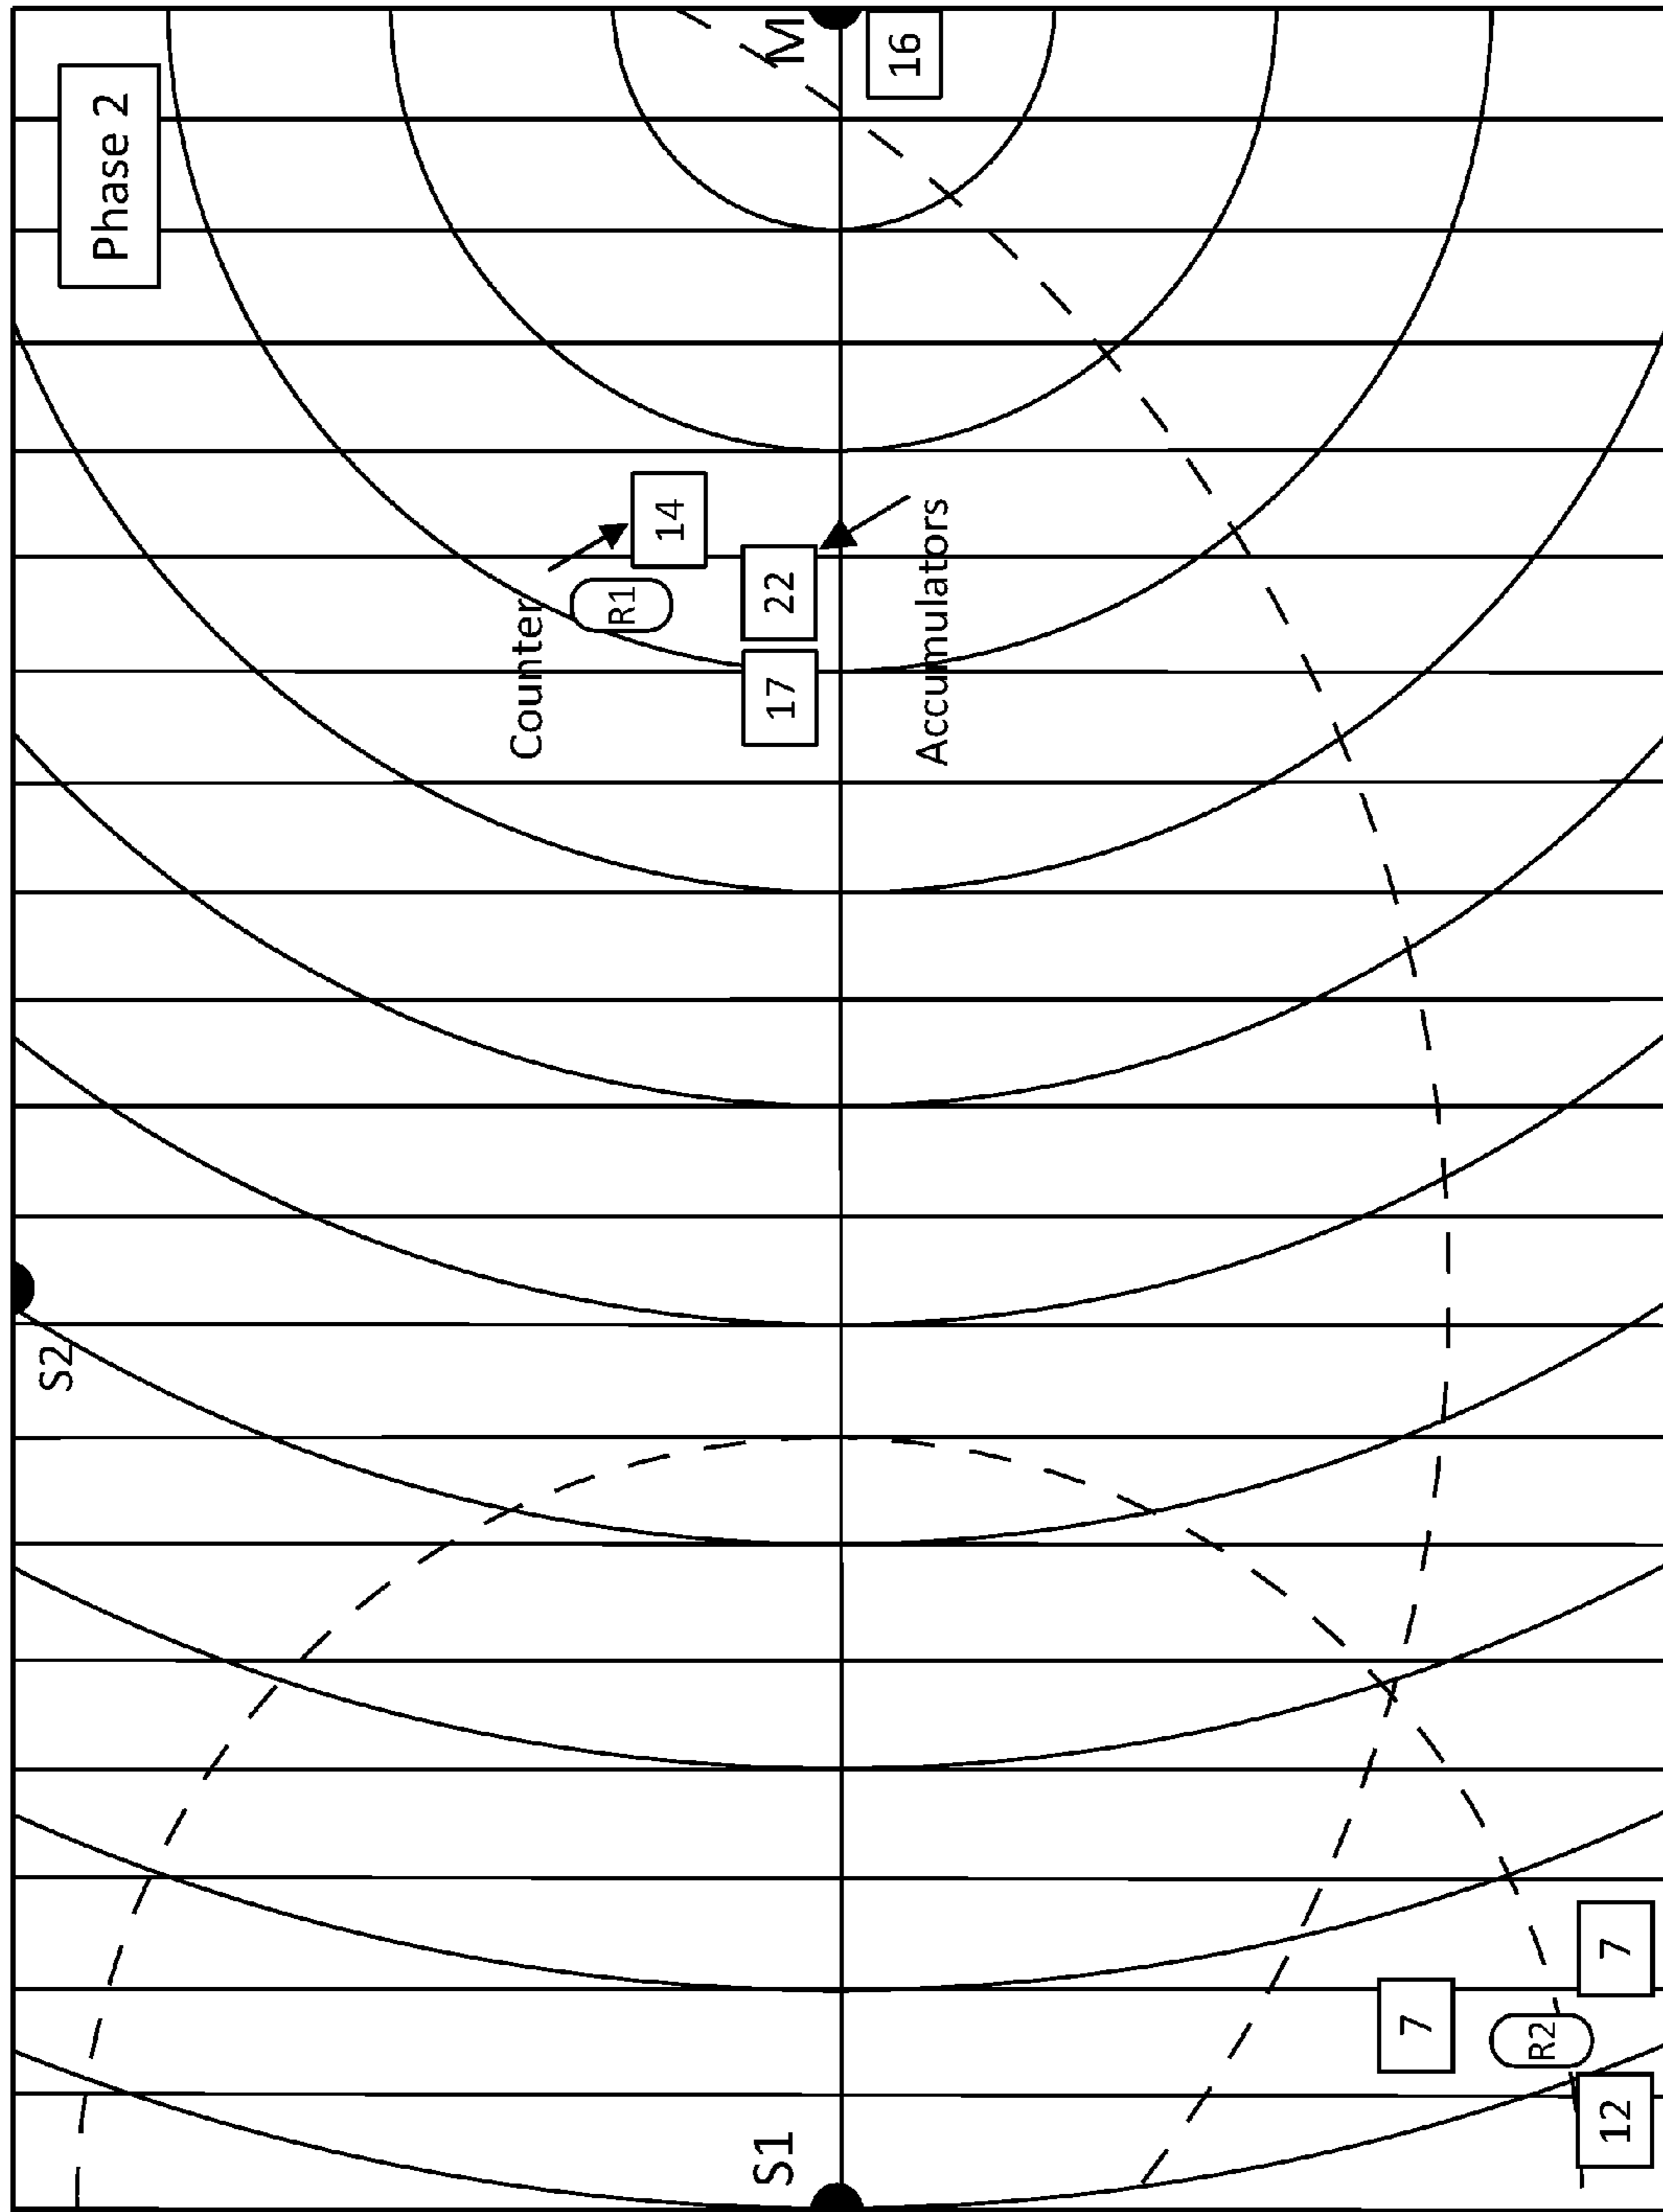 S2
Phase 2
Counter
R1
14
S1
17
22
M
16
Accumulators
7
R2
12
7